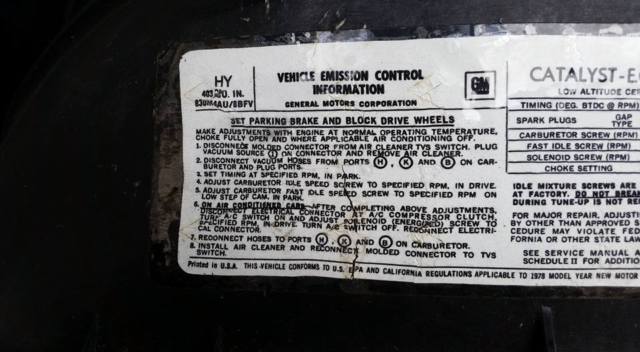 HY
403 CU. IN.
830M4AU/8BFV
VEHICLE EMISSION CONTROL
INFORMATION
GENERAL MOTORS CORPORATION
GM
SET PARKING BRAKE AND BLOCK DRIVE WHEELS
MAKE ADJUSTMENTS WITH ENGINE AT NORMAL OPERATING TEMPERATURE,
CHOKE FULLY OPEN AND WHERE APPLICABLE AIR CONDITIONING OFF.
1. DISCONNECT MOLDED CONNECTOR FROM AIR CLEANER TVS SWITCH. PLUG
VACUUM SOURCE (I) ON CONNECTOR AND REMOVE AIR CLEANER.
2. DISCONNECT VACUUM HOSES FROM PORTS (H), (K) AND (B) ON CAR-
BURETOR AND PLUG PORTS.
3. SET TIMING AT SPECIFIED RPM, IN PARK.
4. ADJUST CARBURETOR IDLE SPEED SCREW TO SPECIFIED RPM, IN DRIVE.
5. ADJUST CARBURETOR FAST IDLE SPEED SCREW TO SPECIFIED RPM ON
LOW STEP OF CAM, IN PARK.
6. ON AIR CONDITIONED CARS AFTER COMPLETING ABOVE ADJUSTMENTS,
DISCONNECT ELECTRICAL CONNECTOR AT A/C COMPRESSOR CLUTCH,
TURN A/C SWITCH ON AND ADJUST SOLENOID (ENERGIZED) SCREW TO
SPECIFIED RPM, IN DRIVE. TURN A/C SWITCH OFF. RECONNECT ELECTRI-
CAL CONNECTOR.
7. RECONNECT HOSES TO PORTS (H), (K) AND (B) ON CARBURETOR.
8. INSTALL AIR CLEANER AND RECONNECT MOLDED CONNECTOR TO TVS
SWITCH.
Printed in U.S.A. THIS VEHICLE CONFORMS TO U.S. EPA AND CALIFORNIA REGULATIONS APPLICABLE TO 1978 MODEL YEAR NEW MOTOR
CATALYST-E
LOW ALTITUDE CER
TIMING (DEG. BTDC @ RPM)
SPARK PLUGS GAP
TYPE
CARBURETOR SCREW (RPM)
FAST IDLE SCREW (RPM)
SOLENOID SCREW (RPM)
CHOKE SETTING
IDLE MIXTURE SCREWS AR
AT FACTORY. DO NOT BREA
DURING TUNE-UP IS NOT REQ
FOR MAJOR REPAIR, ADJUST
BY OTHER THAN APPROVED S
CEDURE MAY VIOLATE FED
FORNIA OR OTHER STATE LAW
SEE SERVICE MANUAL A
SCHEDULE II FOR ADDITION